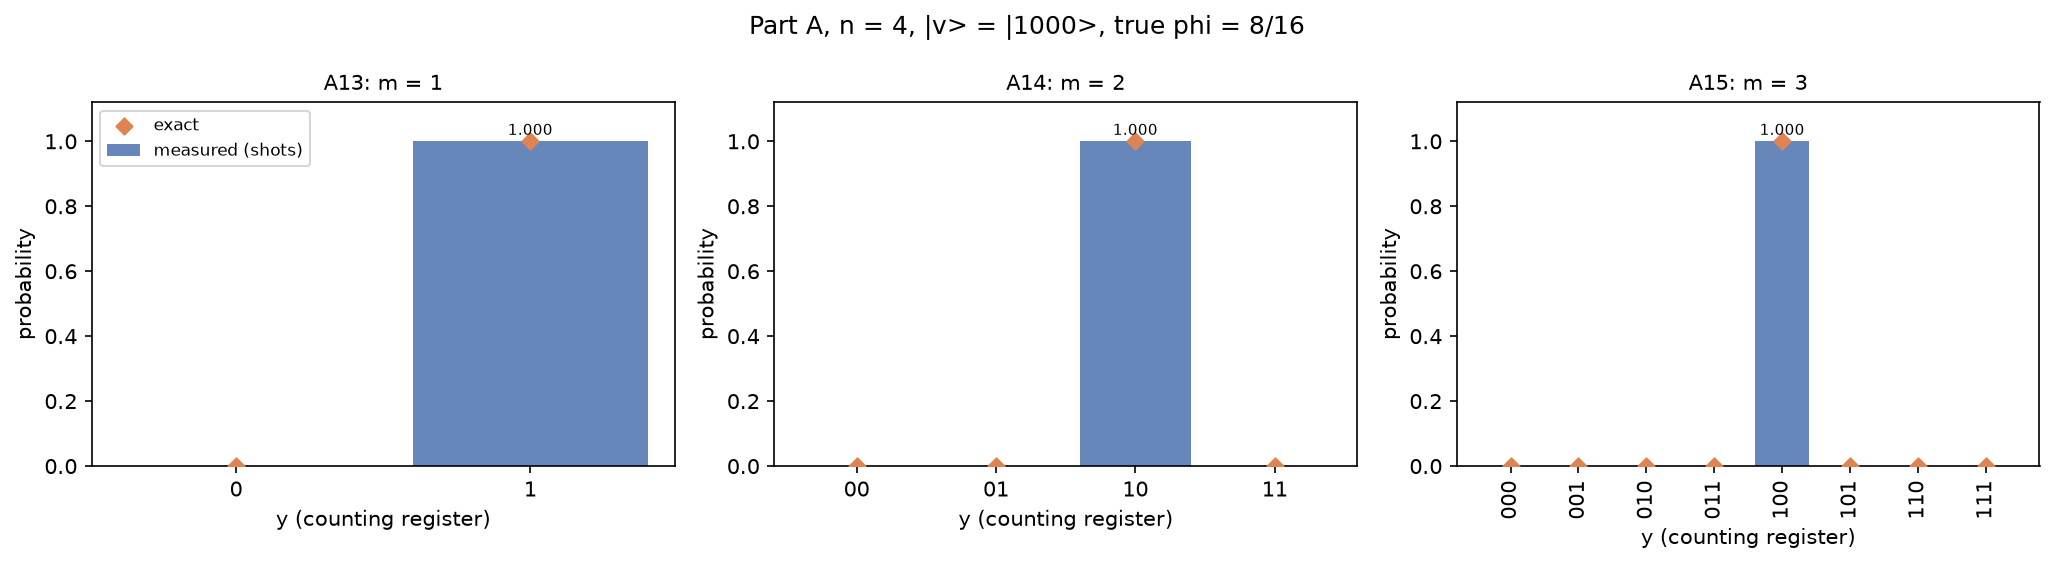 Part A, n = 4, |v> = |1000>, true phi = 8/16
A13: m = 1
exact
measured (shots)
1.000
probability
0.0
0.2
0.4
0.6
0.8
1.0
0
1
y (counting register)
A14: m = 2
1.000
probability
0.0
0.2
0.4
0.6
0.8
1.0
00
01
10
11
y (counting register)
A15: m = 3
1.000
probability
0.0
0.2
0.4
0.6
0.8
1.0
000
001
010
011
100
101
110
111
y (counting register)